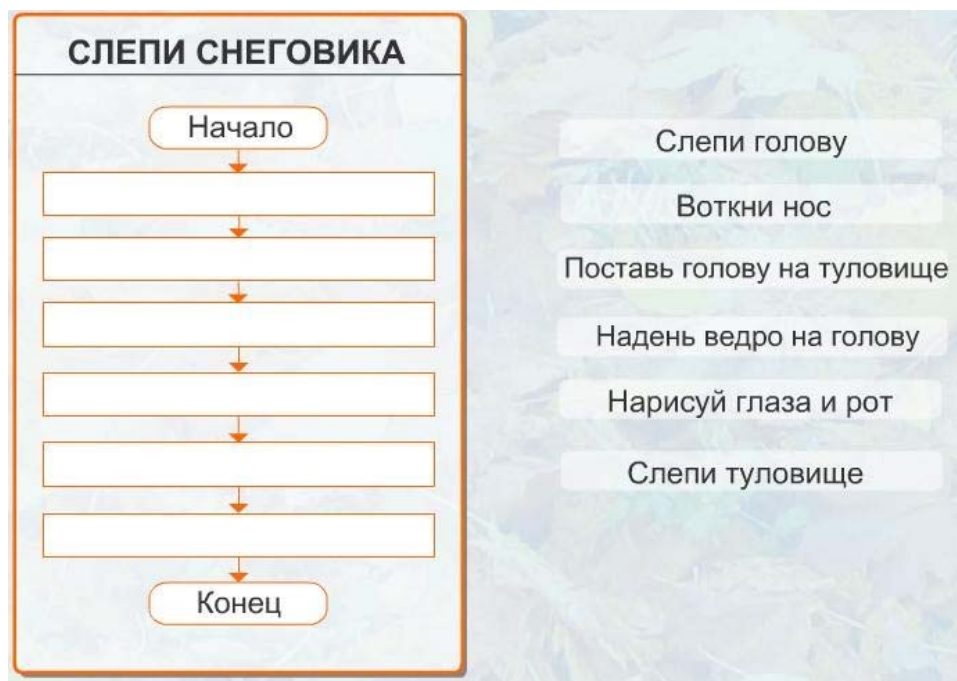 СЛЕПИ СНЕГОВИКА
Начало
Конец
Слепи голову
Воткни нос
Поставь голову на туловище
Надень ведро на голову
Нарисуй глаза и рот
Слепи туловище